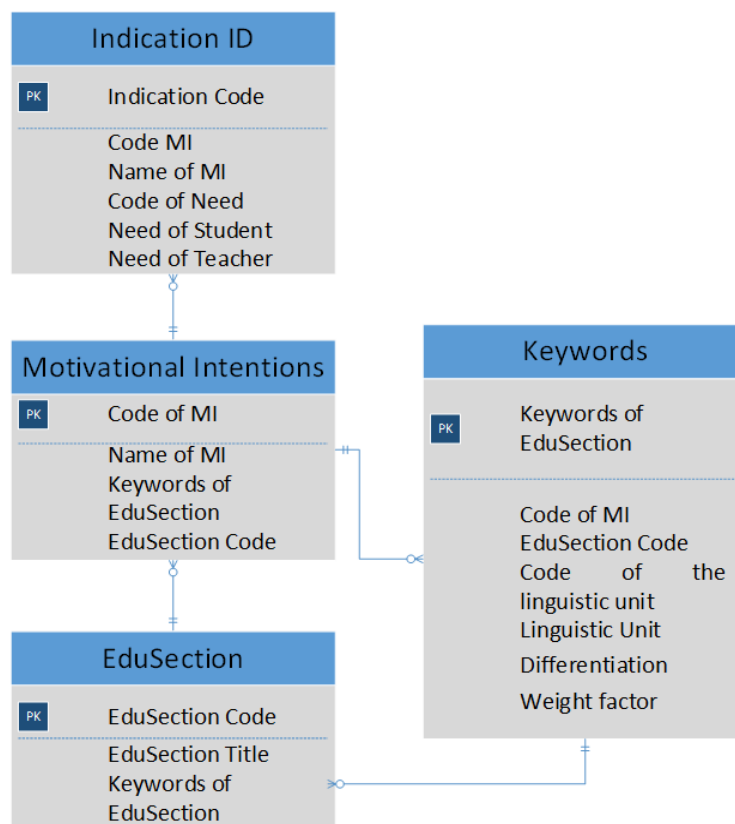 Indication ID
PK
Indication Code
Code MI
Name of MI
Code of Need
Need of Student
Need of Teacher
Motivational Intentions
PK
Code of MI
Name of MI
Keywords of
EduSection
EduSection Code
EduSection
PK
EduSection Code
EduSection Title
Keywords of
EduSection
Keywords
PK
Keywords of
EduSection
Code of MI
EduSection Code
Code of the
linguistic unit
Linguistic Unit
Differentiation
Weight factor